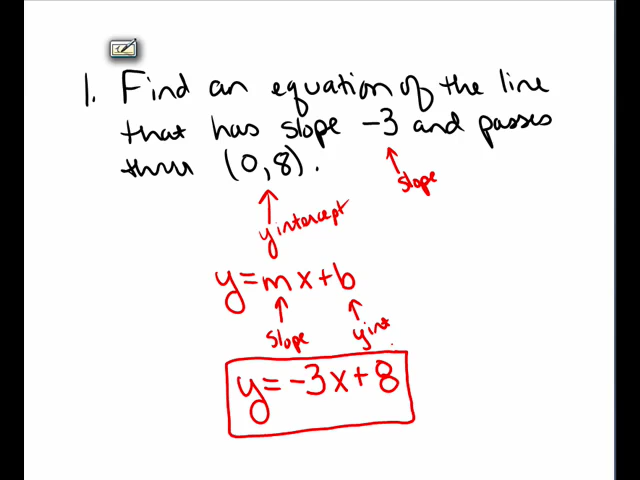 1. Find an equation of the line
that has slope -3 and passes
thru (0,8).
slope
y intercept
y=mx+b
slope
y int
y=-3x+8